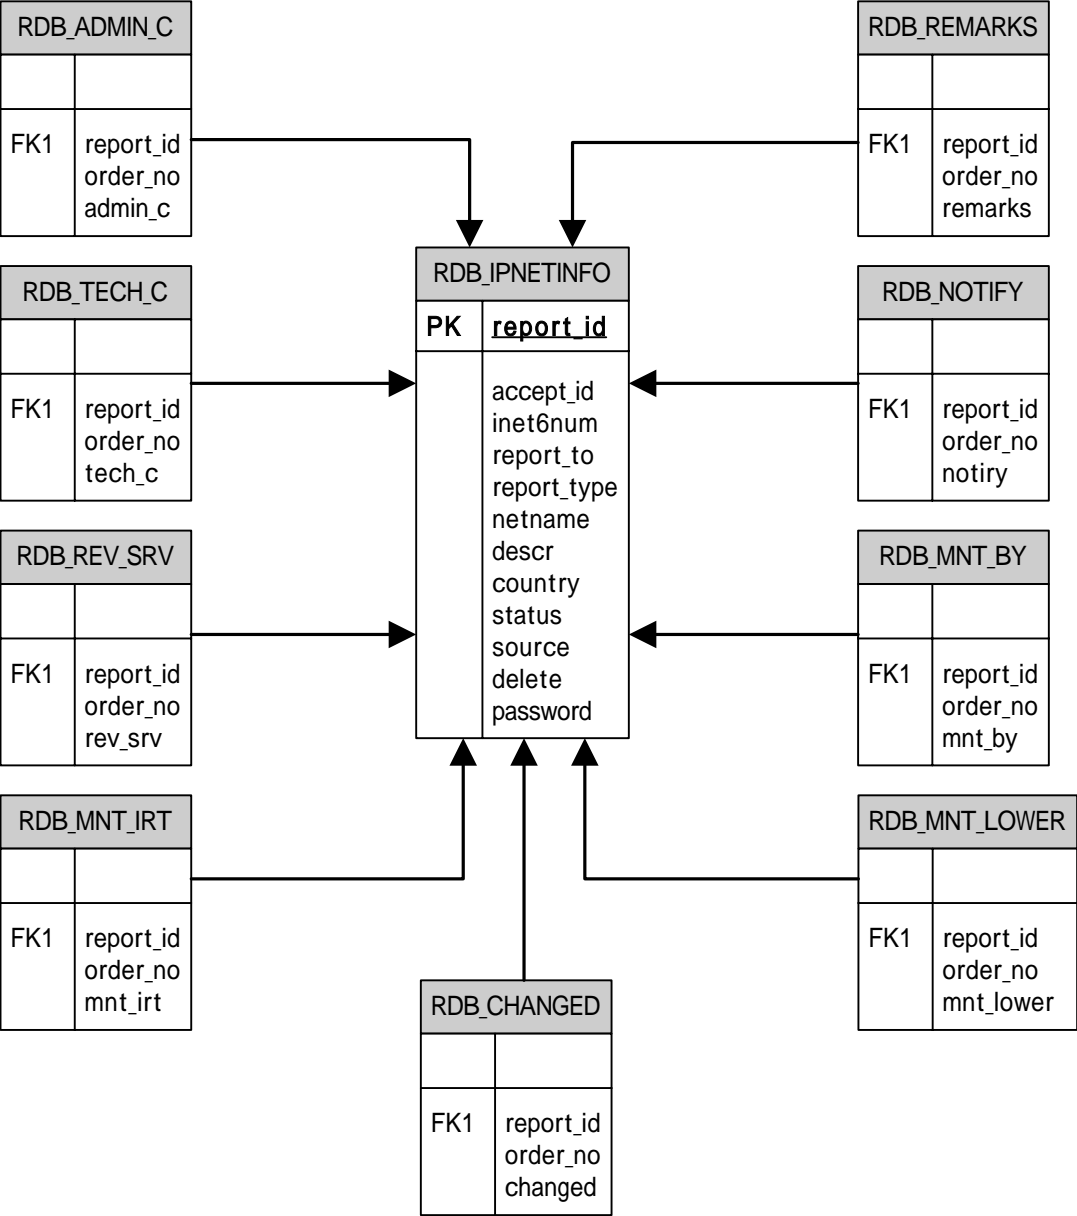 RDB_ADMIN_C
FK1 report_id
order_no
admin_c
RDB_TECH_C
FK1 report_id
order_no
tech_c
RDB_REV_SRV
FK1 report_id
order_no
rev_srv
RDB_MNT_IRT
FK1 report_id
order_no
mnt_irt
RDB_IPNETINFO
PK report_id
accept_id
inet6num
report_to
report_type
netname
descr
country
status
source
delete
password
RDB_CHANGED
FK1 report_id
order_no
changed
RDB_REMARKS
FK1 report_id
order_no
remarks
RDB_NOTIFY
FK1 report_id
order_no
notiry
RDB_MNT_BY
FK1 report_id
order_no
mnt_by
RDB_MNT_LOWER
FK1 report_id
order_no
mnt_lower